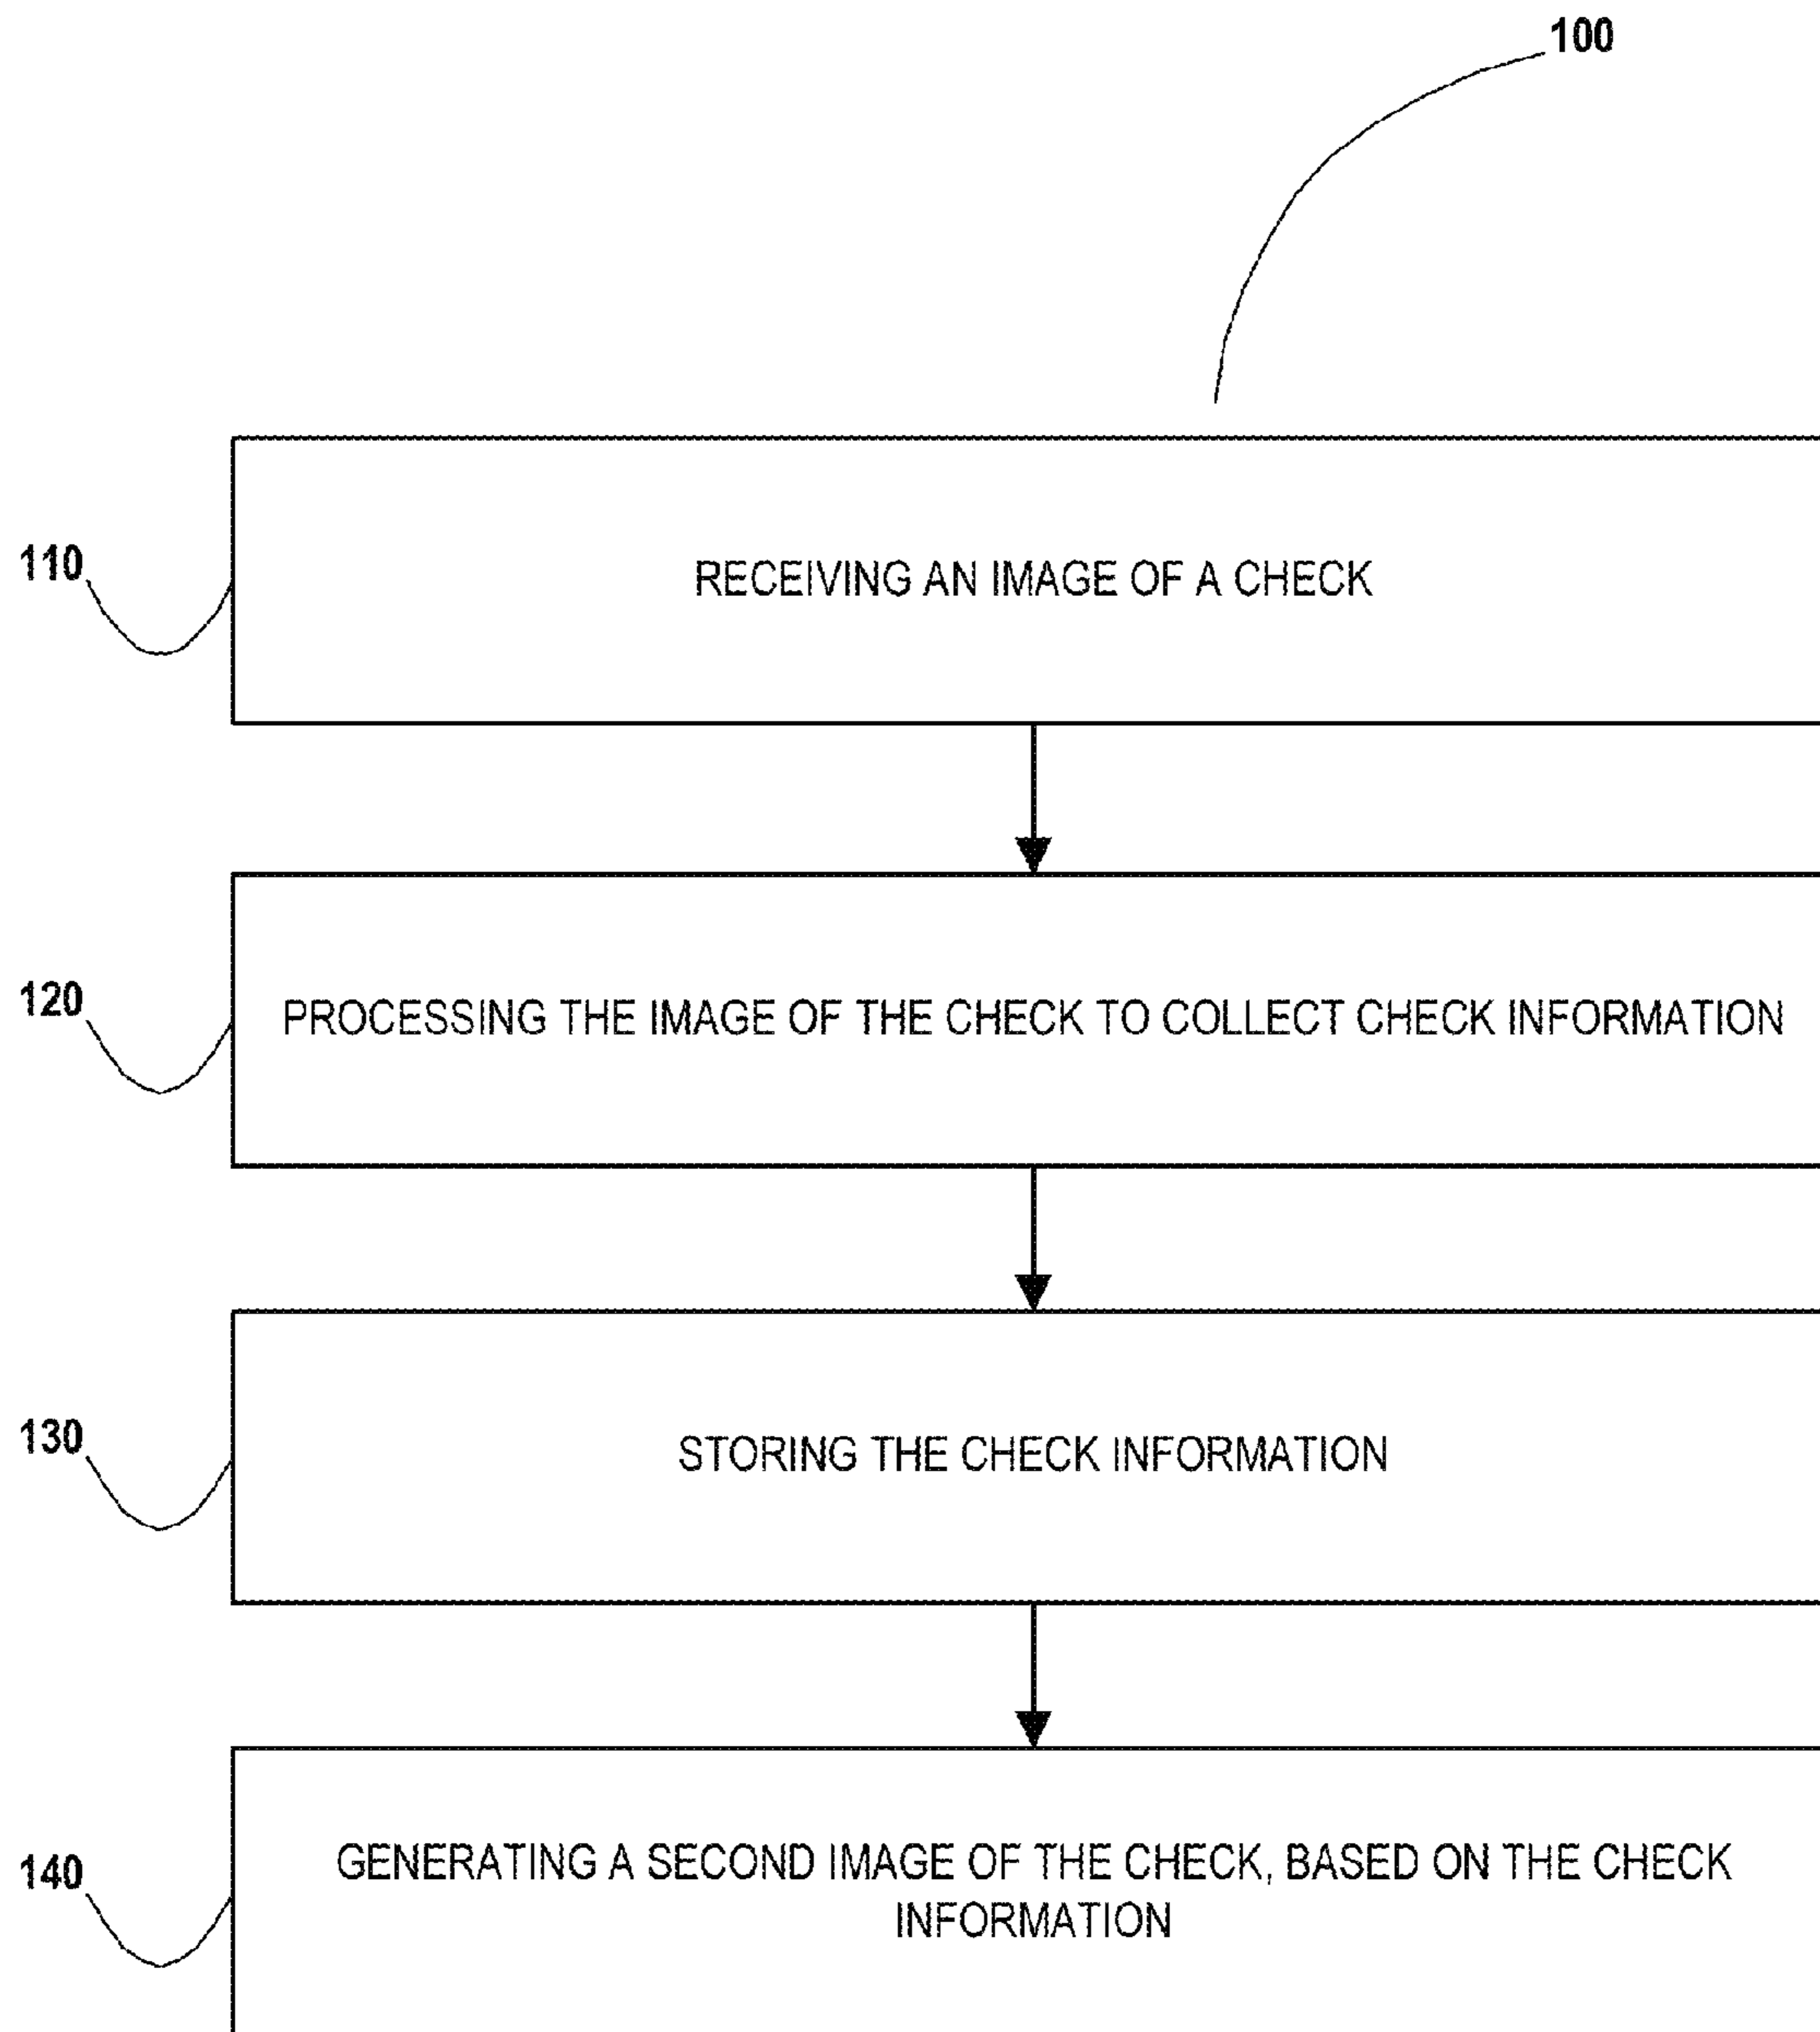 100
110
RECEIVING AN IMAGE OF A CHECK
120
PROCESSING THE IMAGE OF THE CHECK TO COLLECT CHECK INFORMATION
130
STORING THE CHECK INFORMATION
140
GENERATING A SECOND IMAGE OF THE CHECK, BASED ON THE CHECK
INFORMATION